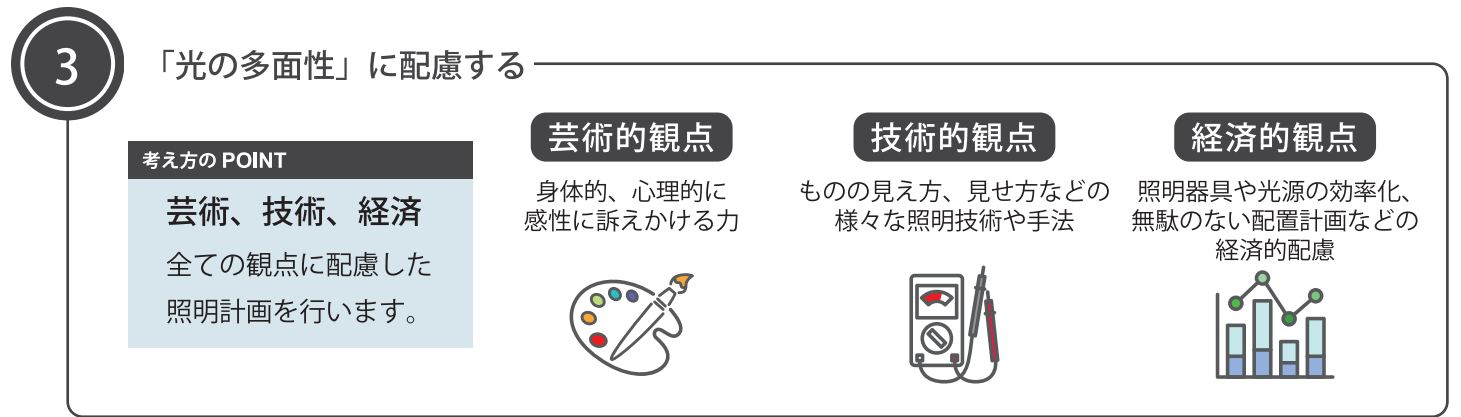 3
「光の多面性」に配慮する
考え方の POINT
芸術、技術、経済
全ての観点に配慮した
照明計画を行います。
芸術的観点
身体的、心理的に
感性に訴えかける力
技術的観点
ものの見え方、見せ方などの
様々な照明技術や手法
経済的観点
照明器具や光源の効率化、
無駄のない配置計画などの
経済的配慮